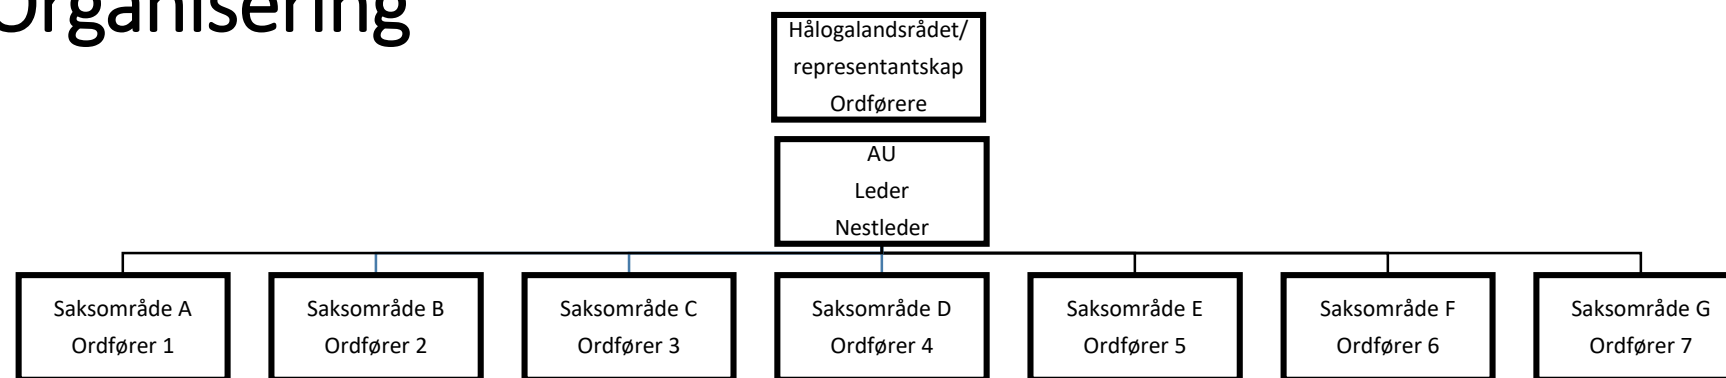 Organisering
Hålogalandsrådet/
representantskap
Ordførere
AU
Leder
Nestleder
Saksområde A
Ordfører 1
Saksområde B
Ordfører 2
Saksområde C
Ordfører 3
Saksområde D
Ordfører 4
Saksområde E
Ordfører 5
Saksområde F
Ordfører 6
Saksområde G
Ordfører 7